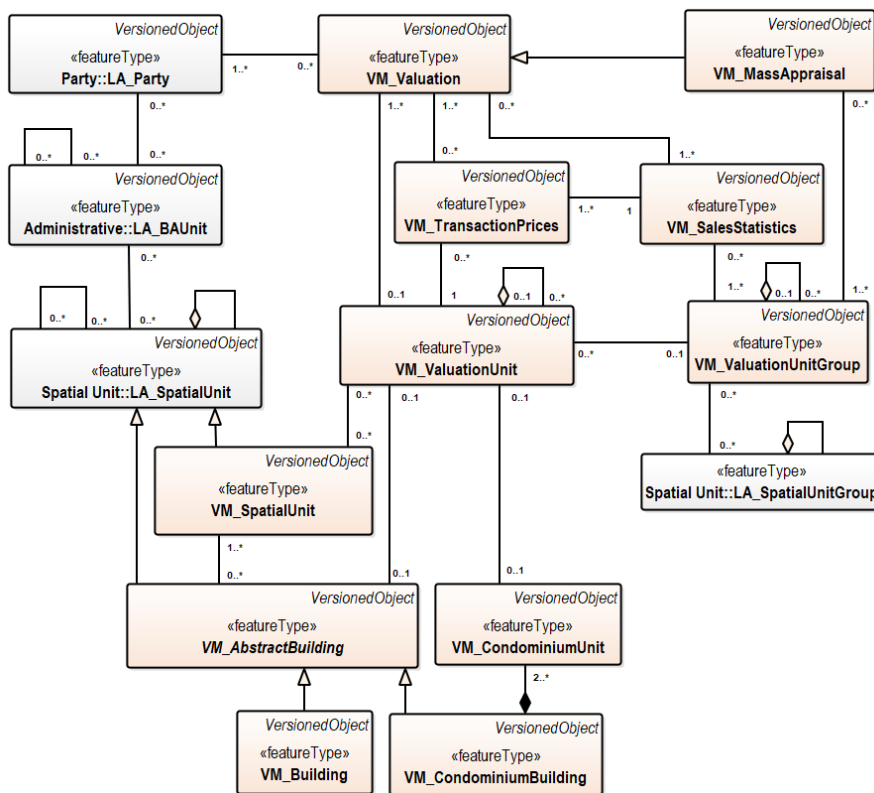 VersionedObject
«featureType»
Party::LA_Party
VersionedObject
«featureType»
VM_Valuation
VersionedObject
«featureType»
VM_MassAppraisal
1..*
0..*
0..*
1..*
1..*
0..*
0..*
0..*
0..*
0..*
0..*
1..*
VersionedObject
«featureType»
Administrative::LA_BAUnit
VersionedObject
«featureType»
VM_TransactionPrices
VersionedObject
«featureType»
VM_SalesStatistics
1..*
1
0..*
0..*
0..*
0..*
0..*
0..*
0..1
1
0..1
0..*
1..*
0..1
0..*
1..*
VersionedObject
«featureType»
Spatial Unit::LA_SpatialUnit
VersionedObject
«featureType»
VM_ValuationUnit
VersionedObject
«featureType»
VM_ValuationUnitGroup
0..*
0..1
0..*
0..1
0..1
0..*
0..*
0..*
VersionedObject
«featureType»
VM_SpatialUnit
«featureType»
Spatial Unit::LA_SpatialUnitGroup
1..*
0..*
0..1
0..1
VersionedObject
«featureType»
VM_AbstractBuilding
VersionedObject
«featureType»
VM_CondominiumUnit
2..*
VersionedObject
«featureType»
VM_Building
VersionedObject
«featureType»
VM_CondominiumBuilding